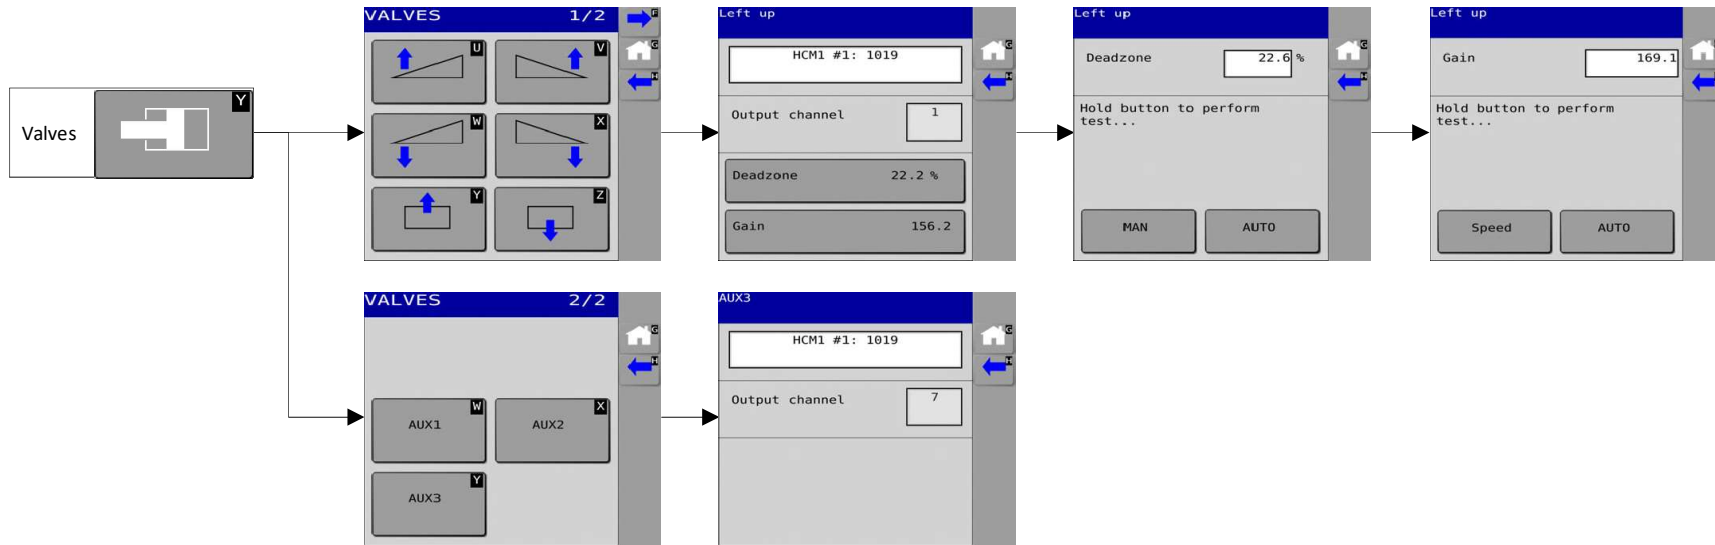 Valves
Y
VALVES 1/2
F
G
H
U
V
W
X
Y
Z
Left up
HCM1 #1: 1019
Output channel 1
Deadzone 22.2 %
Gain 156.2
G
H
Left up
Deadzone 22.6 %
Hold button to perform
test...
MAN AUTO
G
H
Left up
Gain 169.1
Hold button to perform
test...
Speed AUTO
G
H
VALVES 2/2
G
H
AUX1 W
AUX2 X
AUX3 Y
AUX3
HCM1 #1: 1019
Output channel 7
G
H